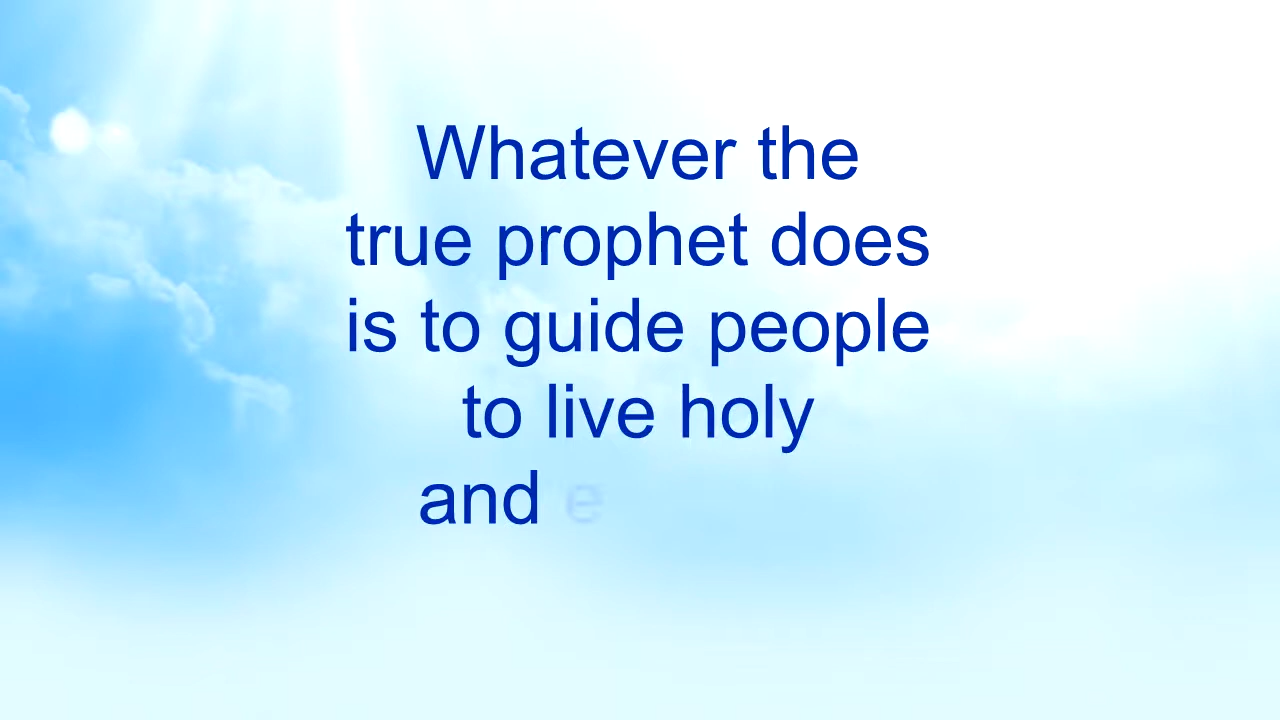 Whatever the
true prophet does
is to guide people
to live holy
and e